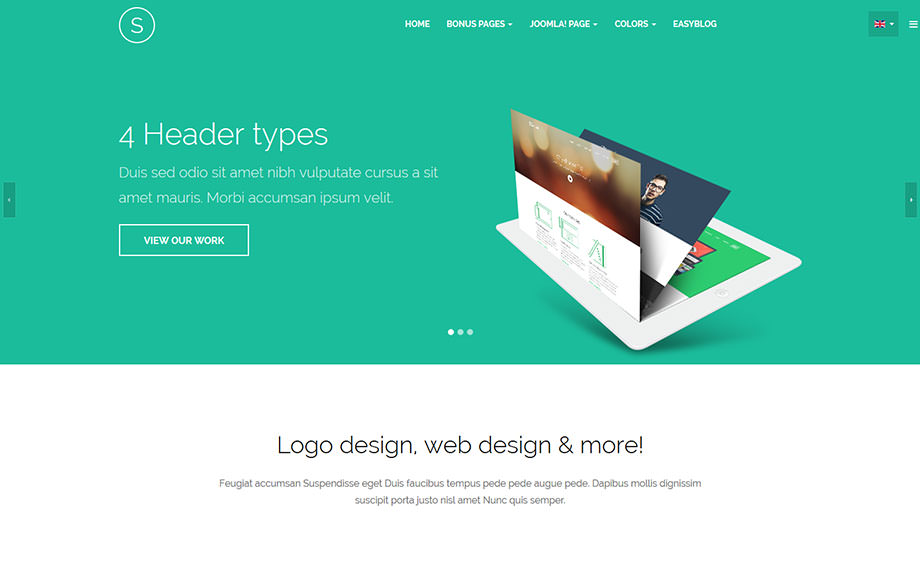 S
HOME BONUS PAGES JOOMLA! PAGE COLORS EASYBLOG
4 Header types
Duis sed odio sit amet nibh vulputate cursus a sit
amet mauris. Morbi accumsan ipsum velit.
VIEW OUR WORK
Logo design, web design & more!
Feugiat accumsan Suspendisse eget Duis faucibus tempus pede pede augue pede. Dapibus mollis dignissim
suscipit porta justo nisl amet Nunc quis semper.